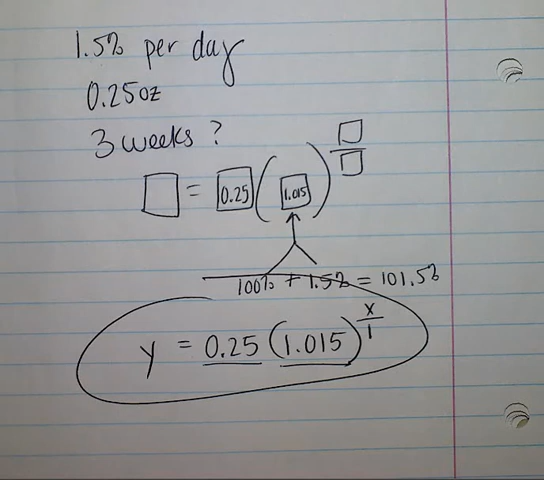 1.5% per day
0.25oz
3 weeks ?
□ = 0.25 ( 1.015 ) □/□
100% + 1.5% = 101.5%
y = 0.25 (1.015) x/1